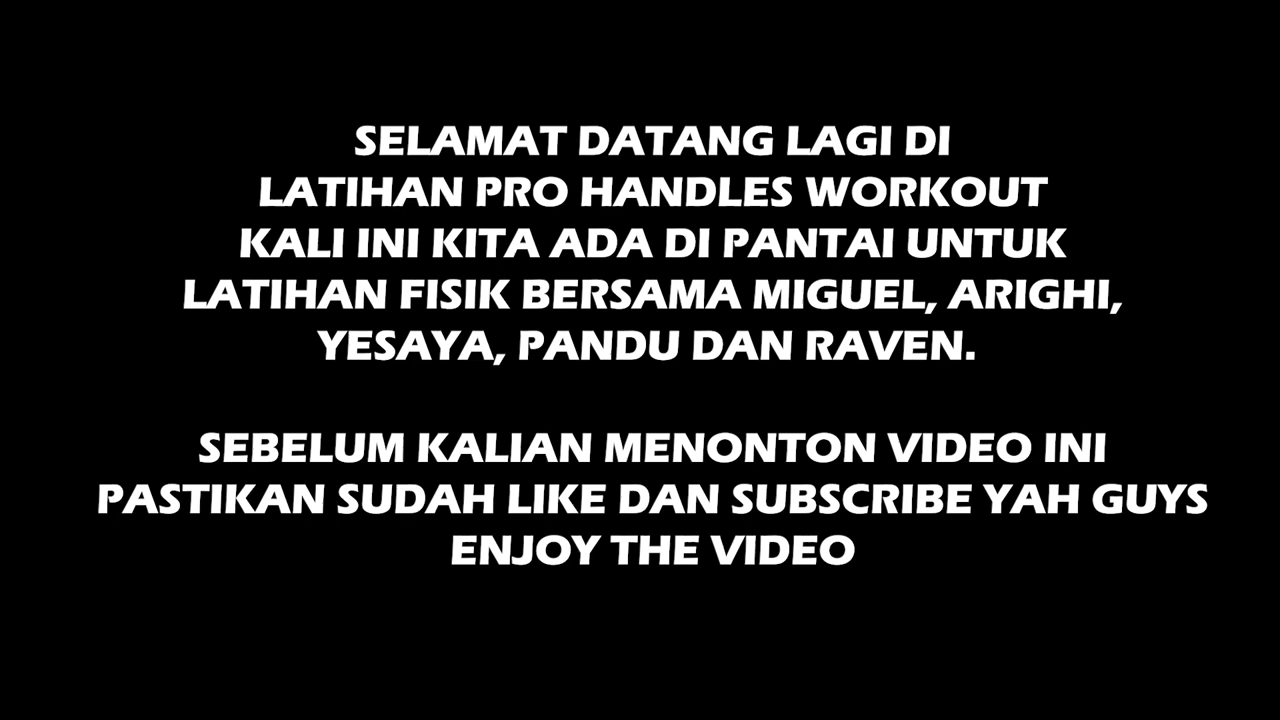 SELAMAT DATANG LAGI DI
LATIHAN PRO HANDLES WORKOUT
KALI INI KITA ADA DI PANTAI UNTUK
LATIHAN FISIK BERSAMA MIGUEL, ARIGHI,
YESAYA, PANDU DAN RAVEN.
SEBELUM KALIAN MENONTON VIDEO INI
PASTIKAN SUDAH LIKE DAN SUBSCRIBE YAH GUYS
ENJOY THE VIDEO